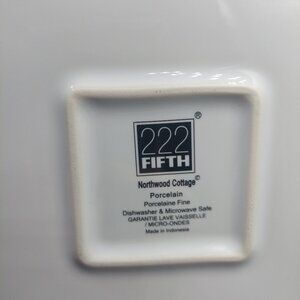 222
®
FIFTH
Northwood Cottage©
Porcelain
Porcelaine Fine
Dishwasher & Microwave Safe
GARANTIE LAVE VAISSELLE
/ MICRO-ONDES
Made in Indonesia